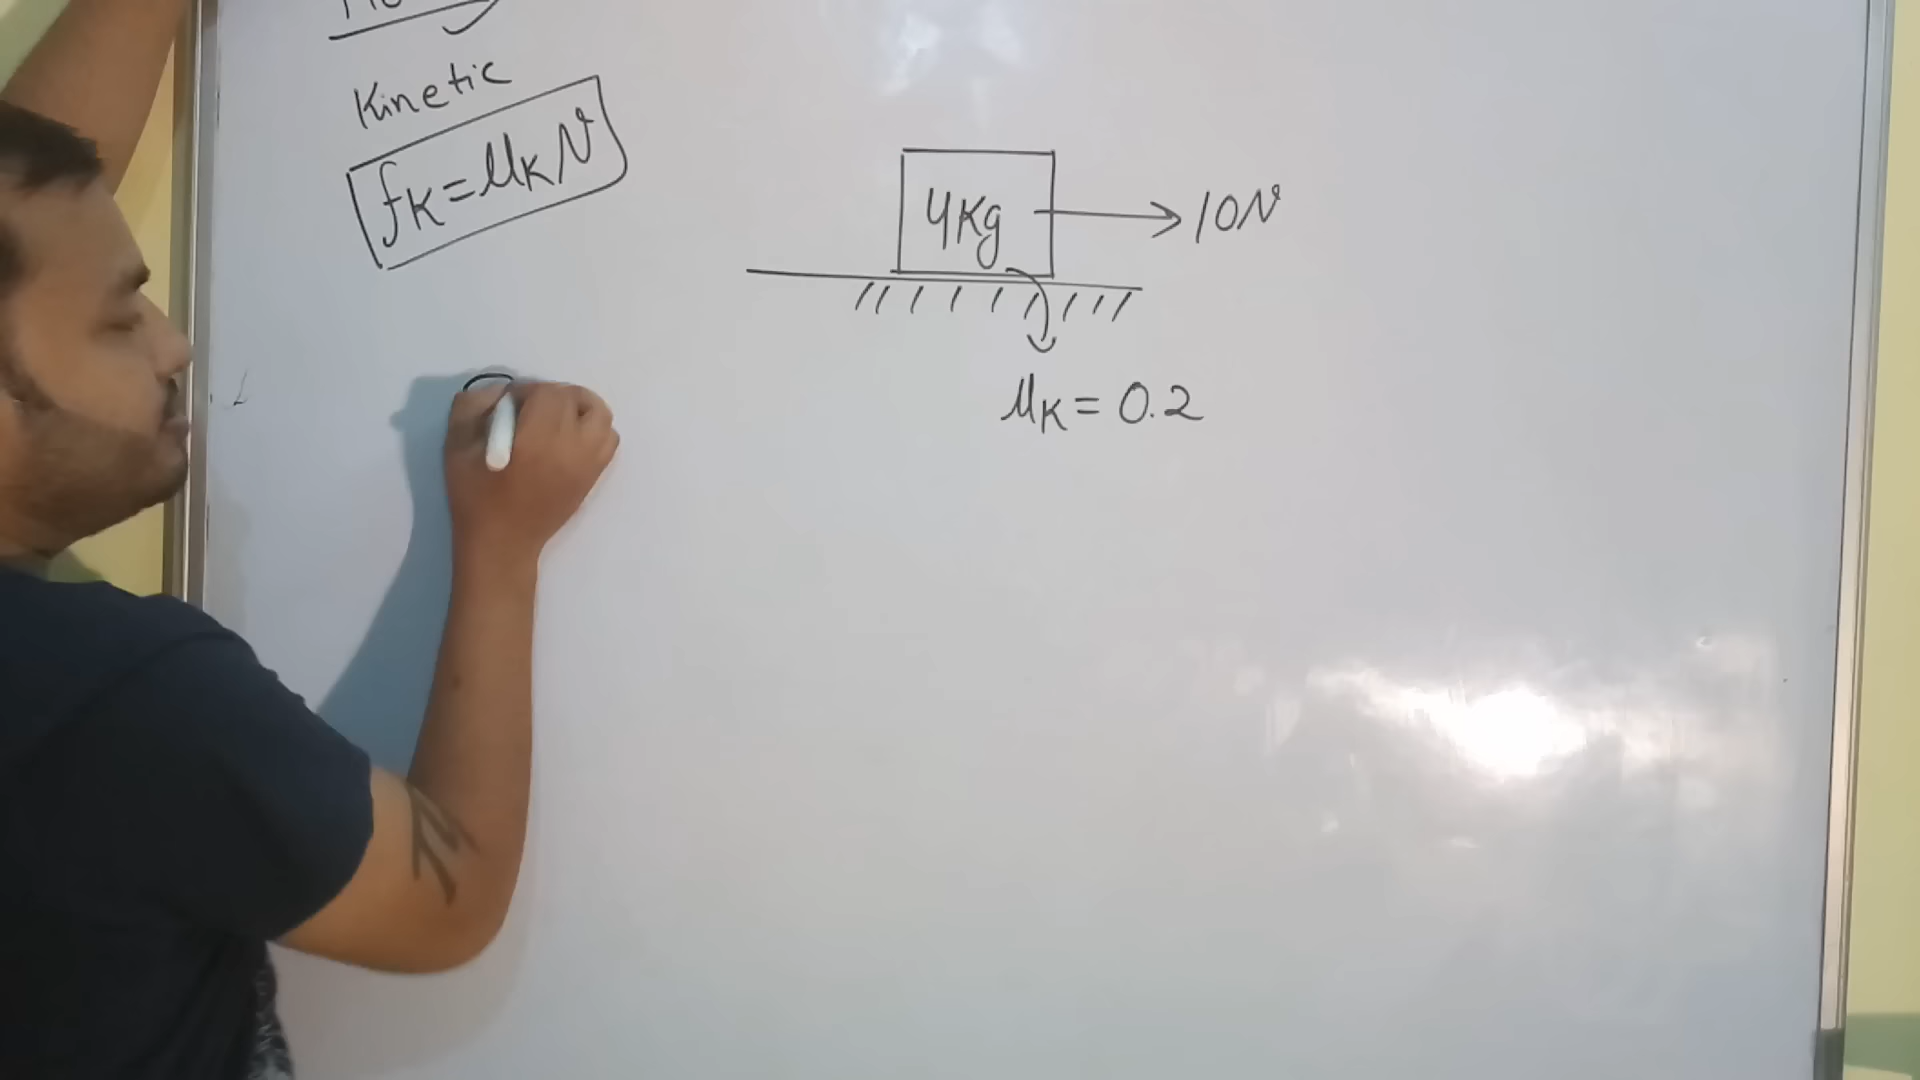 Kinetic
fK = μK N
4Kg
10N
μK = 0.2